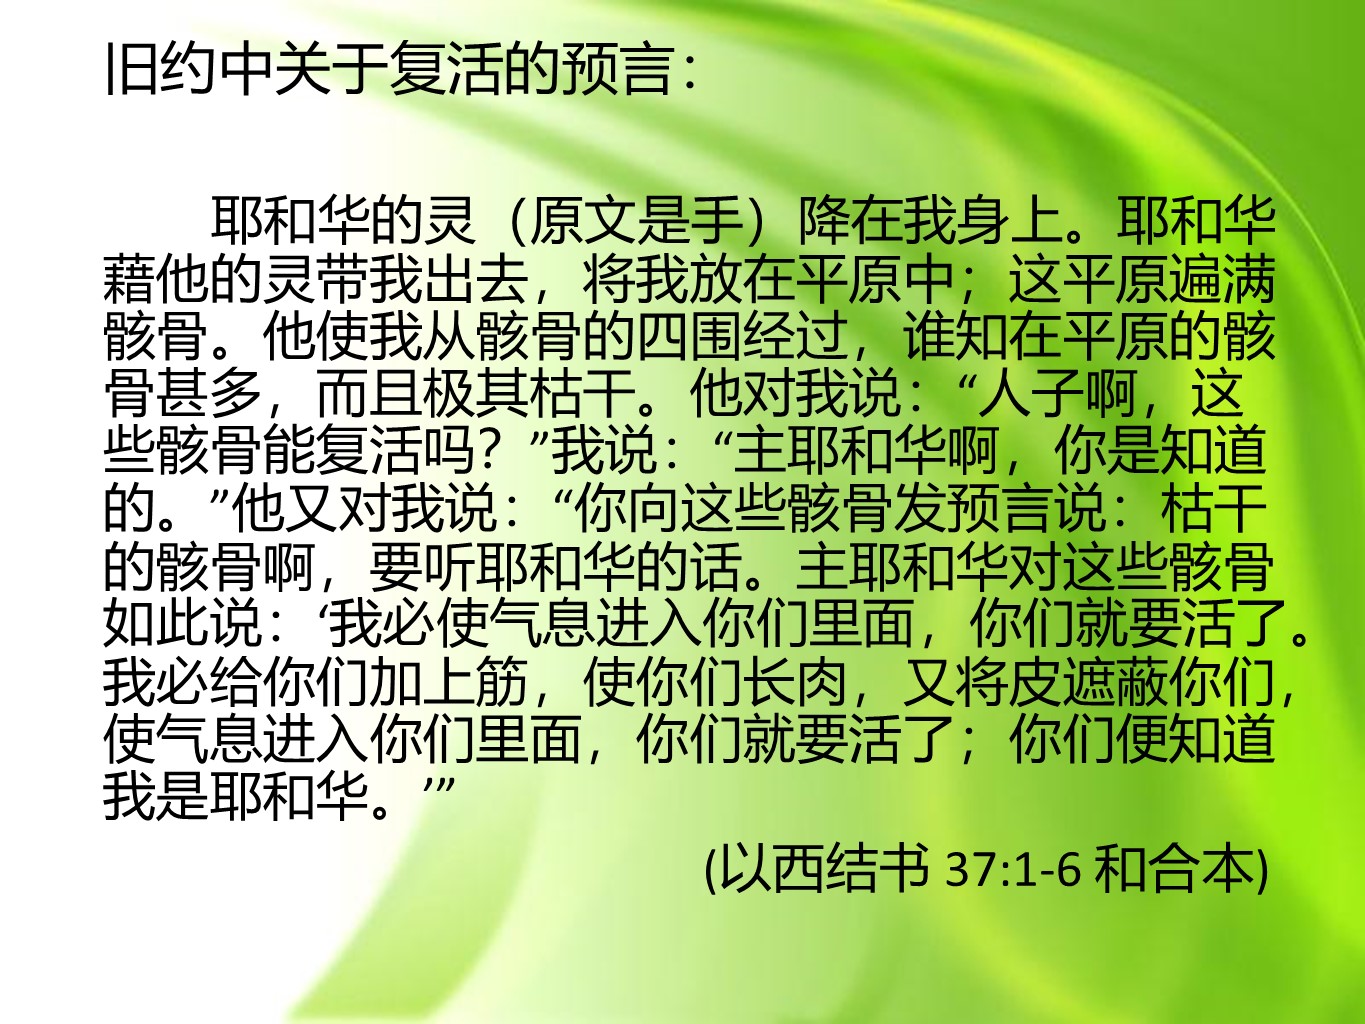 旧约中关于复活的预言：
耶和华的灵（原文是手）降在我身上。耶和华
藉他的灵带我出去，将我放在平原中；这平原遍满
骸骨。他使我从骸骨的四围经过，谁知在平原的骸
骨甚多，而且极其枯干。他对我说：“人子啊，这
些骸骨能复活吗？”我说：“主耶和华啊，你是知道
的。”他又对我说：“你向这些骸骨发预言说：枯干
的骸骨啊，要听耶和华的话。主耶和华对这些骸骨
如此说：‘我必使气息进入你们里面，你们就要活了。
我必给你们加上筋，使你们长肉，又将皮遮蔽你们，
使气息进入你们里面，你们就要活了；你们便知道
我是耶和华。’”
(以西结书 37:1-6 和合本)